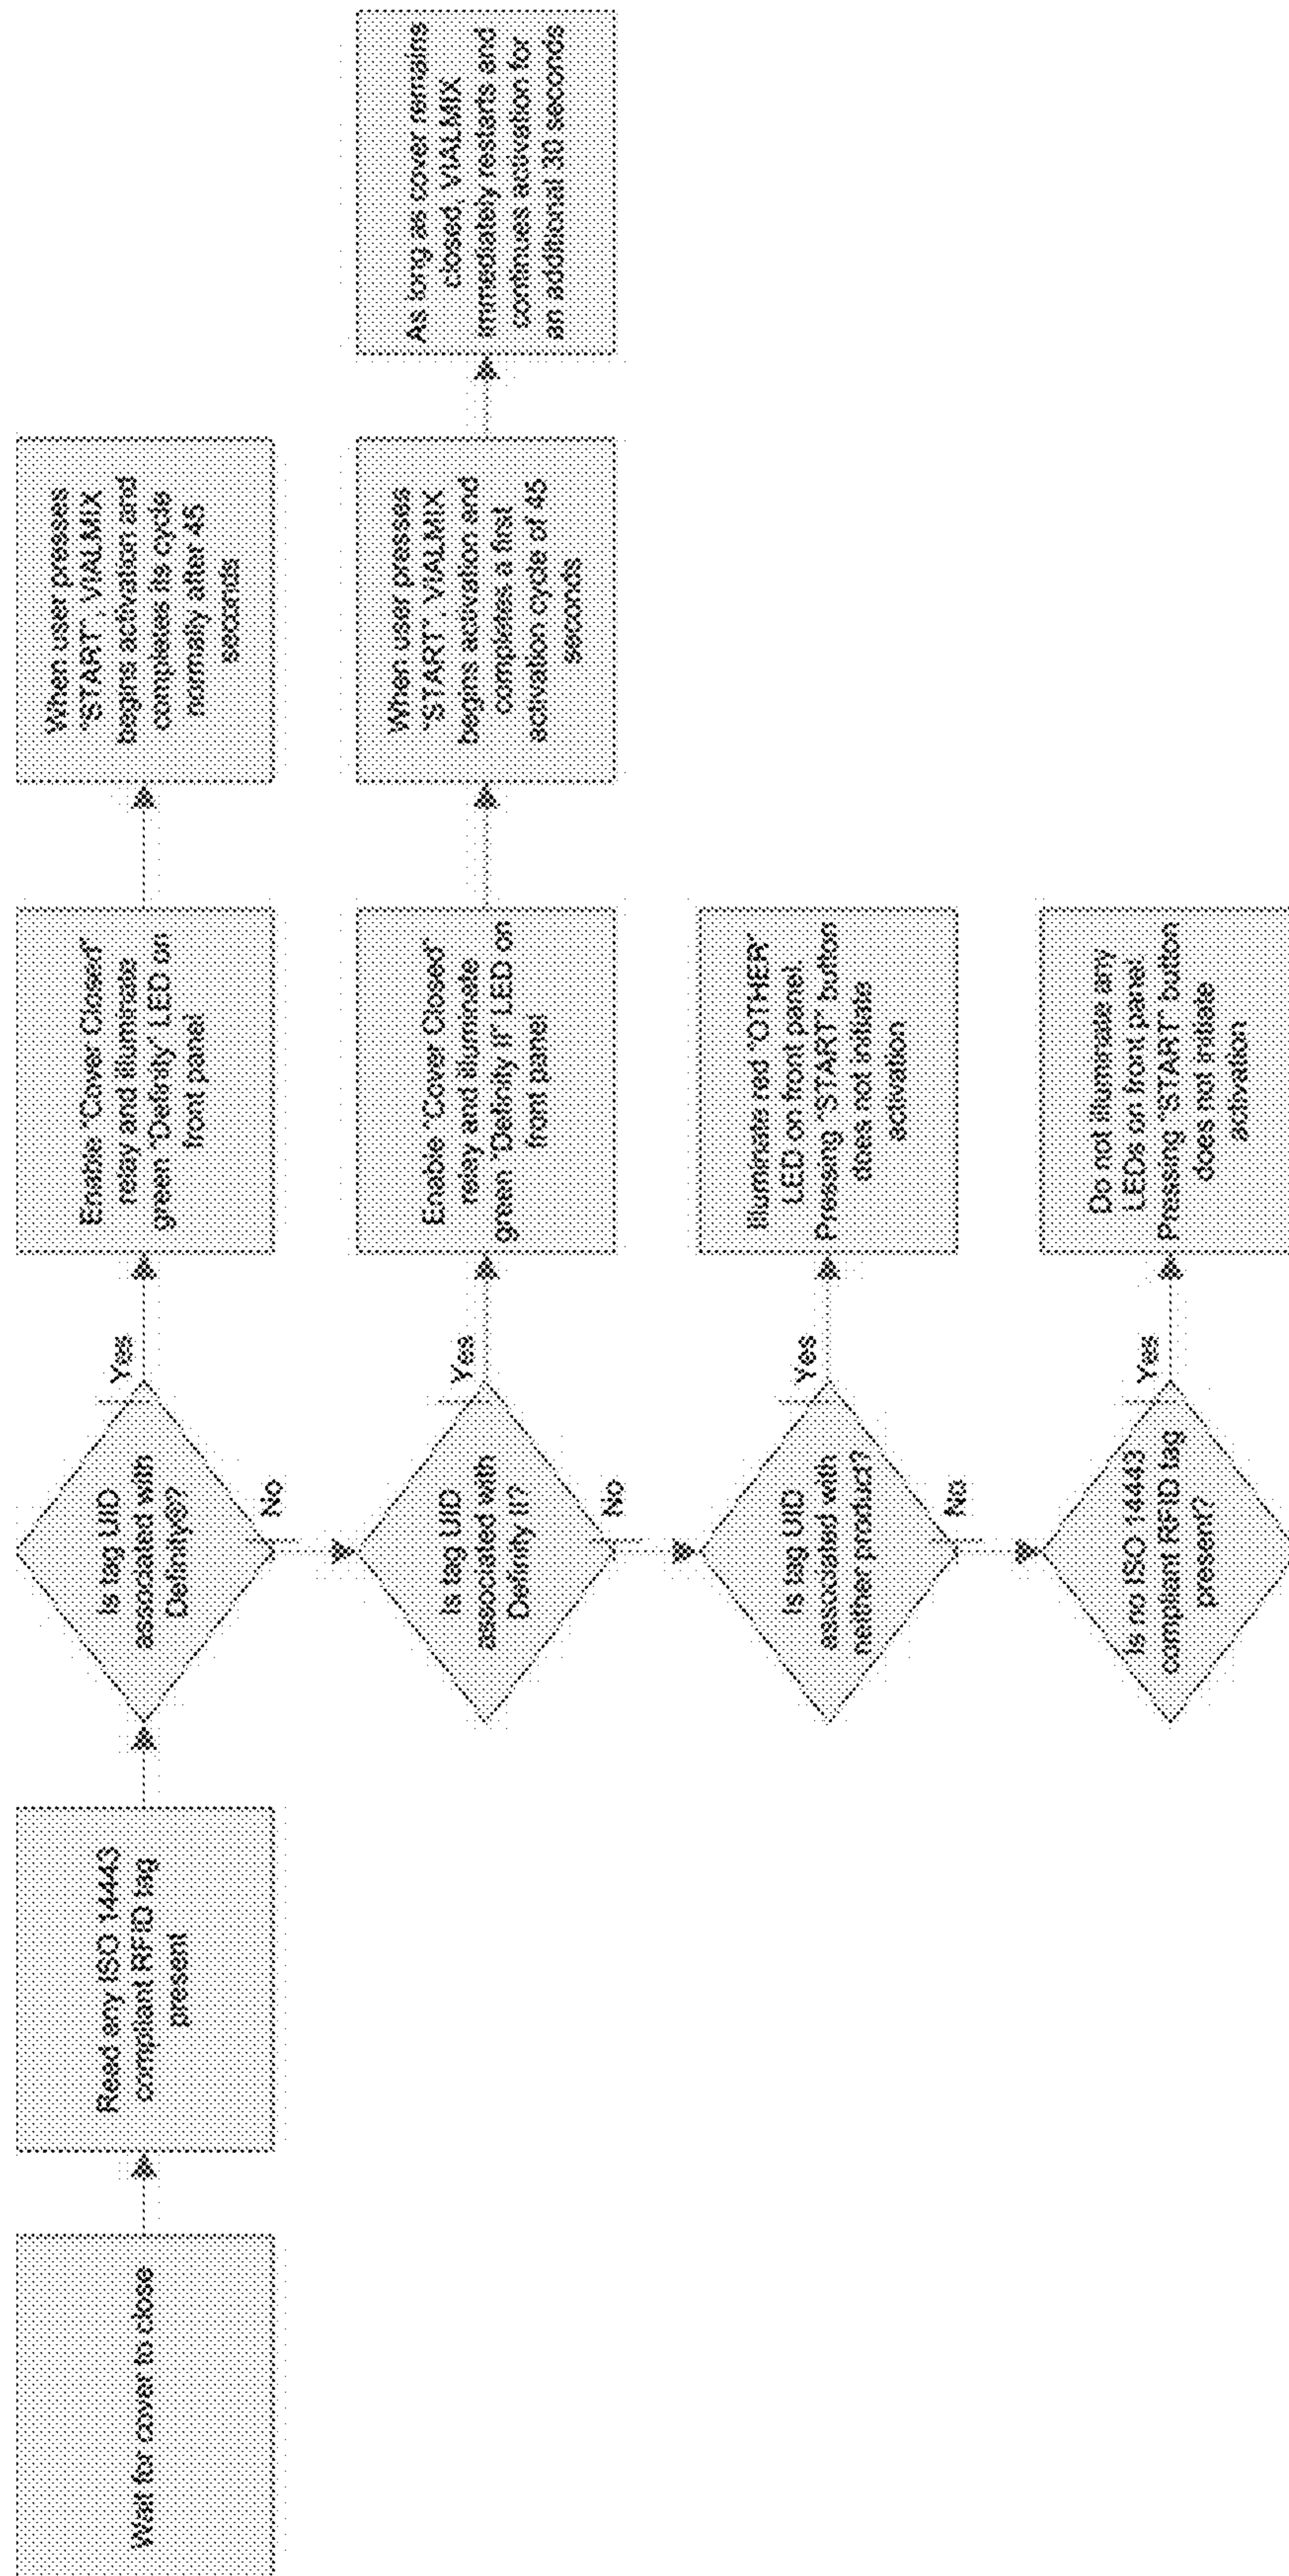 Wait for cover to close
Read any ISO 14443
compliant RFID tag
present
Is tag UID
associated with
Definity®?
Yes
No
Enable 'Cover Closed'
relay and illuminate
green 'Definity' LED on
front panel
When user presses
'START', VIALMIX
begins activation and
completes its cycle
normally after 45
seconds
Is tag UID
associated with
Definity II?
Yes
No
Enable 'Cover Closed'
relay and illuminate
green 'Definity II' LED on
front panel
When user presses
'START', VIALMIX
begins activation and
completes a first
activation cycle of 45
seconds
As long as cover remains
closed, VIALMIX
immediately restarts and
continues activation for
an additional 30 seconds
Is tag UID
associated with
neither product?
Yes
No
Illuminate red 'OTHER'
LED on front panel
Pressing 'START' button
does not initiate
activation
Is no ISO 14443
compliant RFID tag
present?
Yes
Do not illuminate any
LEDs on front panel
Pressing 'START' button
does not initiate
activation